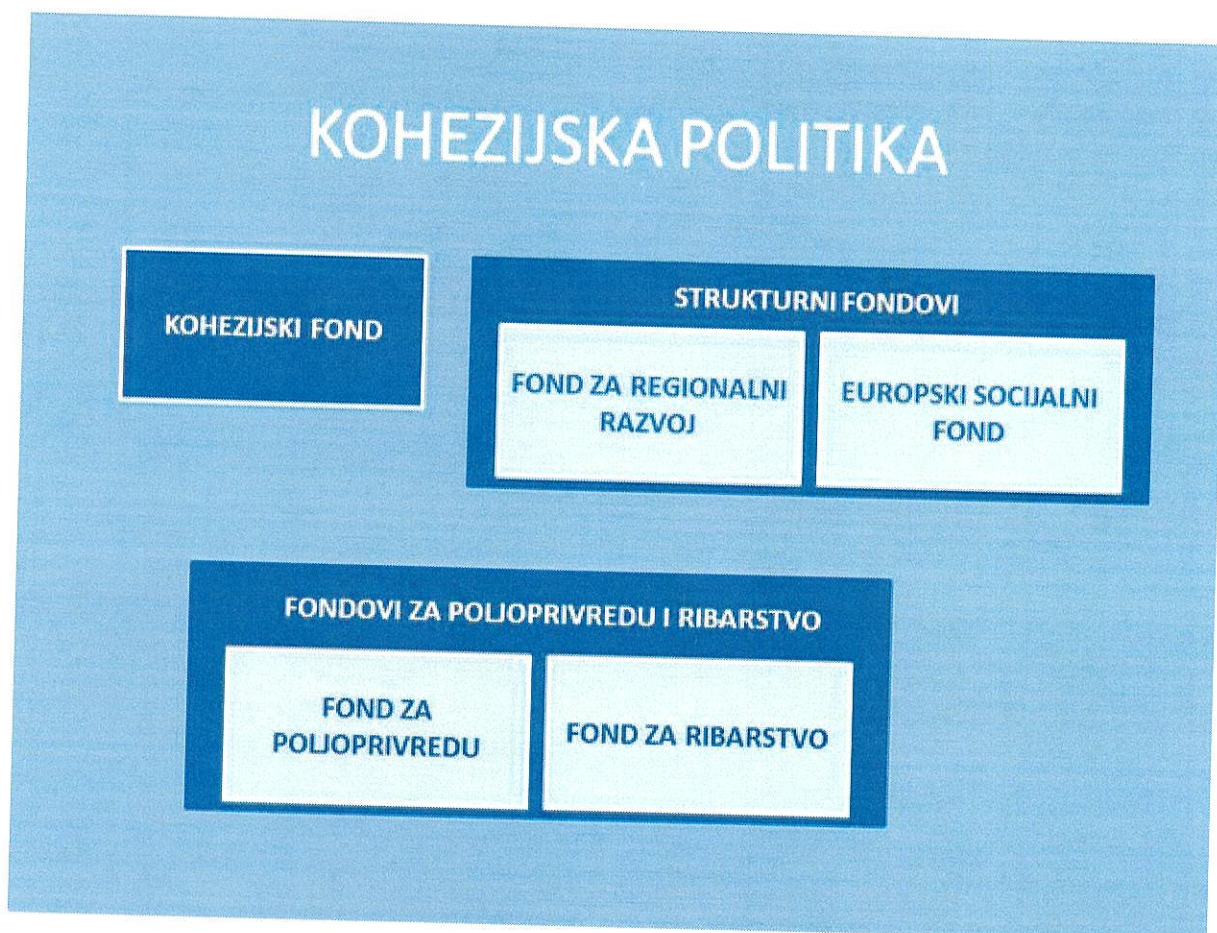 KOHEZIJSKA POLITIKA
KOHEZIJSKI FOND
STRUKTURNI FONDOVI
FOND ZA REGIONALNI
RAZVOJ
EUROPSKI SOCIJALNI
FOND
FONDOVI ZA POLJOPRIVREDU I RIBARSTVO
FOND ZA
POLJOPRIVREDU
FOND ZA RIBARSTVO